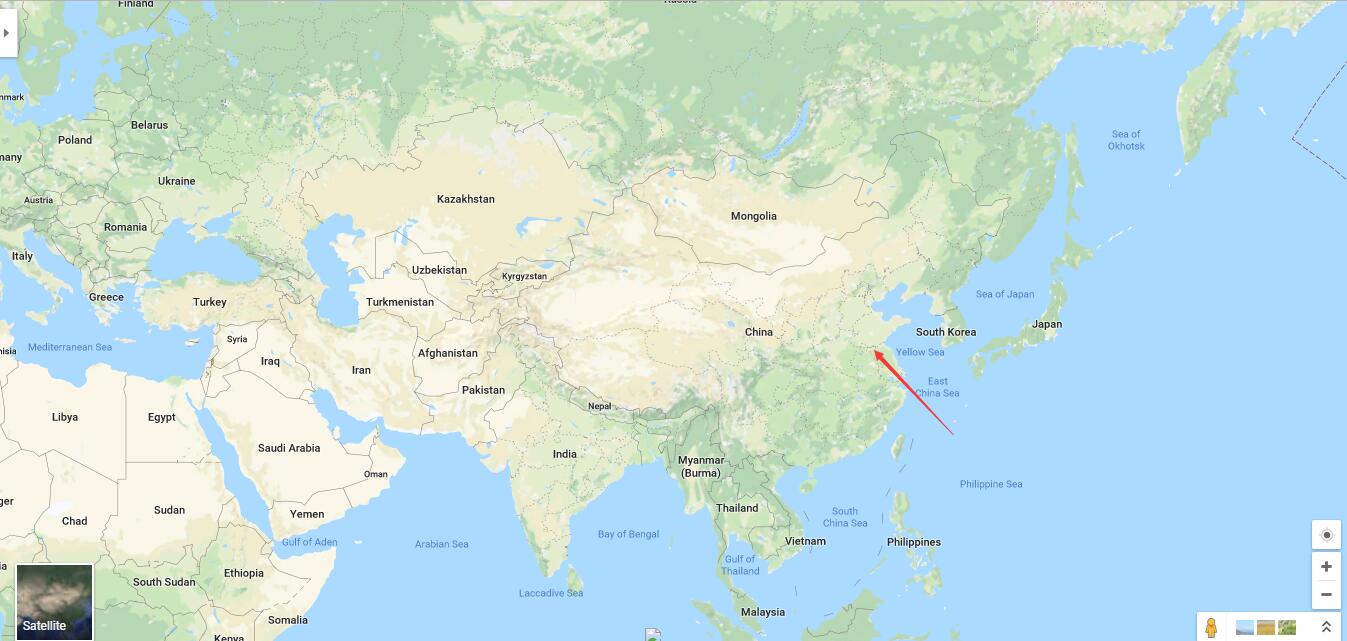 Finland
Russia
nmark
Belarus
Poland
many
Ukraine
Austria
Romania
Italy
Greece
Turkey
Kazakhstan
Mongolia
Sea of
Okhotsk
Uzbekistan
Kyrgyzstan
Turkmenistan
Sea of Japan
China
South Korea
Japan
Syria
Mediterranean Sea
nisia
Iraq
Iran
Afghanistan
Yellow Sea
Pakistan
East
China Sea
Nepal
Libya
Egypt
Saudi Arabia
India
Myanmar
(Burma)
Oman
Philippine Sea
ger
Chad
Sudan
Yemen
Thailand
South
China Sea
Gulf of Aden
Arabian Sea
Bay of Bengal
Vietnam
Philippines
Gulf of
Thailand
Ethiopia
South Sudan
ia
Laccadive Sea
Malaysia
Somalia
Kenya
Satellite